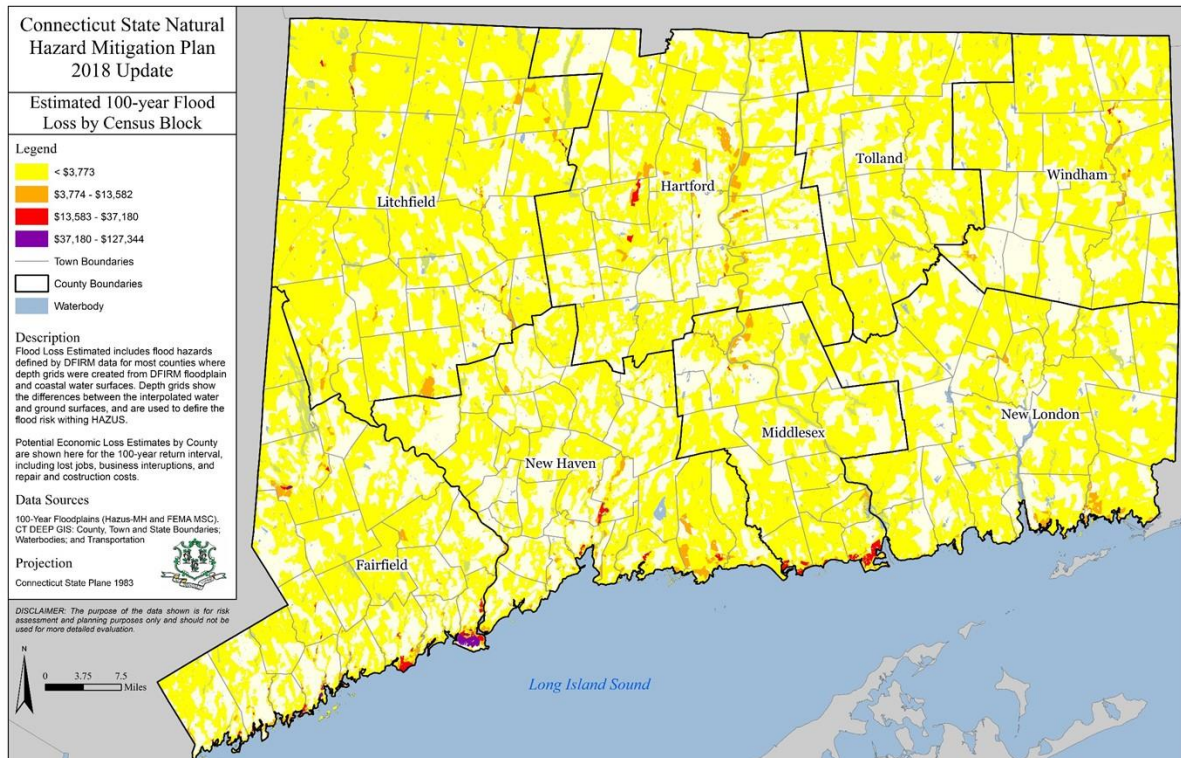 Connecticut State Natural
Hazard Mitigation Plan
2018 Update
Estimated 100-year Flood
Loss by Census Block
Legend
< $3,773
$3,774 - $13,582
$13,583 - $37,180
$37,180 - $127,344
Town Boundaries
County Boundaries
Waterbody
Description
Flood Loss Estimated includes flood hazards
defined by DFIRM data for most counties where
depth grids were created from DFIRM floodplain
and coastal water surfaces. Depth grids show
the differences between the interpolated water
and ground surfaces, and are used to defire the
flood risk withing HAZUS.
Potential Economic Loss Estimates by County
are shown here for the 100-year return interval,
including lost jobs, business interuptions, and
repair and costruction costs.
Data Sources
100-Year Floodplains (Hazus-MH and FEMA MSC).
CT DEEP GIS: County, Town and State Boundaries;
Waterbodies; and Transportation
Projection
Connecticut State Plane 1983
DISCLAIMER: The purpose of the data shown is for risk
assessment and planning purposes only and should not be
used for more detailed evaluation.
N
0 3.75 7.5
Miles
Litchfield
Hartford
Tolland
Windham
New Haven
Middlesex
New London
Fairfield
Long Island Sound